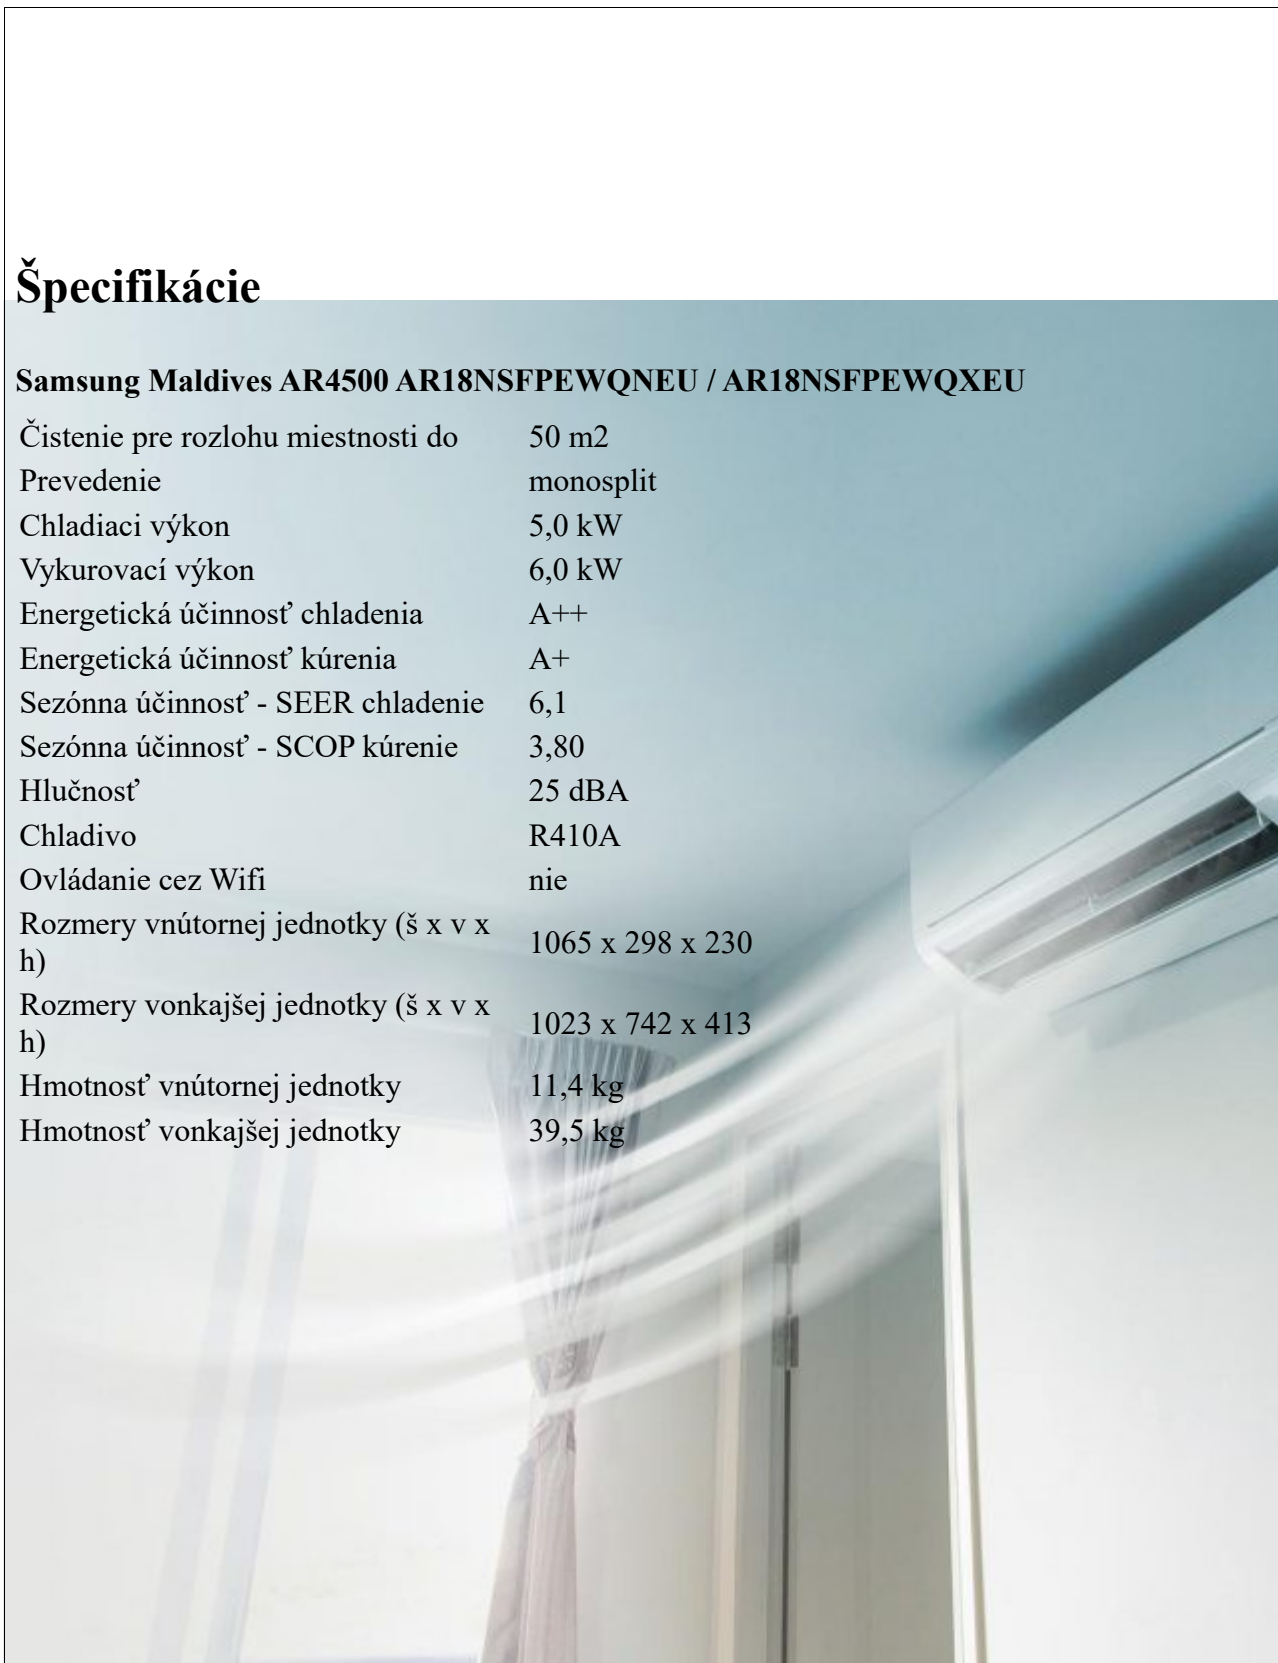 Špecifikácie
Samsung Maldives AR4500 AR18NSFPEWQNEU / AR18NSFPEWQXEU
Čistenie pre rozlohu miestnosti do 50 m2
Prevedenie monosplit
Chladiaci výkon 5,0 kW
Vykurovací výkon 6,0 kW
Energetická účinnosť chladenia A++
Energetická účinnosť kúrenia A+
Sezónna účinnosť - SEER chladenie 6,1
Sezónna účinnosť - SCOP kúrenie 3,80
Hlučnosť 25 dBA
Chladivo R410A
Ovládanie cez Wifi nie
Rozmery vnútornej jednotky (š x v x
h) 1065 x 298 x 230
Rozmery vonkajšej jednotky (š x v x
h) 1023 x 742 x 413
Hmotnosť vnútornej jednotky 11,4 kg
Hmotnosť vonkajšej jednotky 39,5 kg